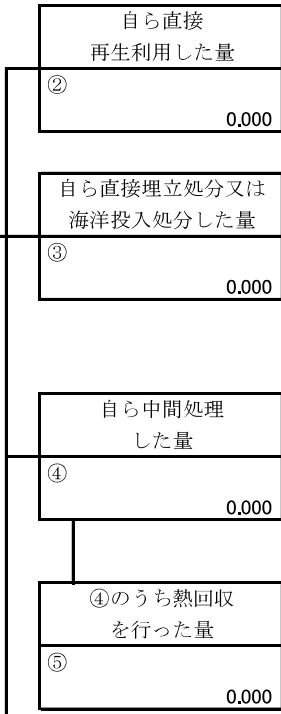 自ら直接
再生利用した量
②
0.000
自ら直接埋立処分又は
海洋投入処分した量
③
0.000
自ら中間処理
した量
④
0.000
④のうち熱回収
を行った量
⑤
0.000